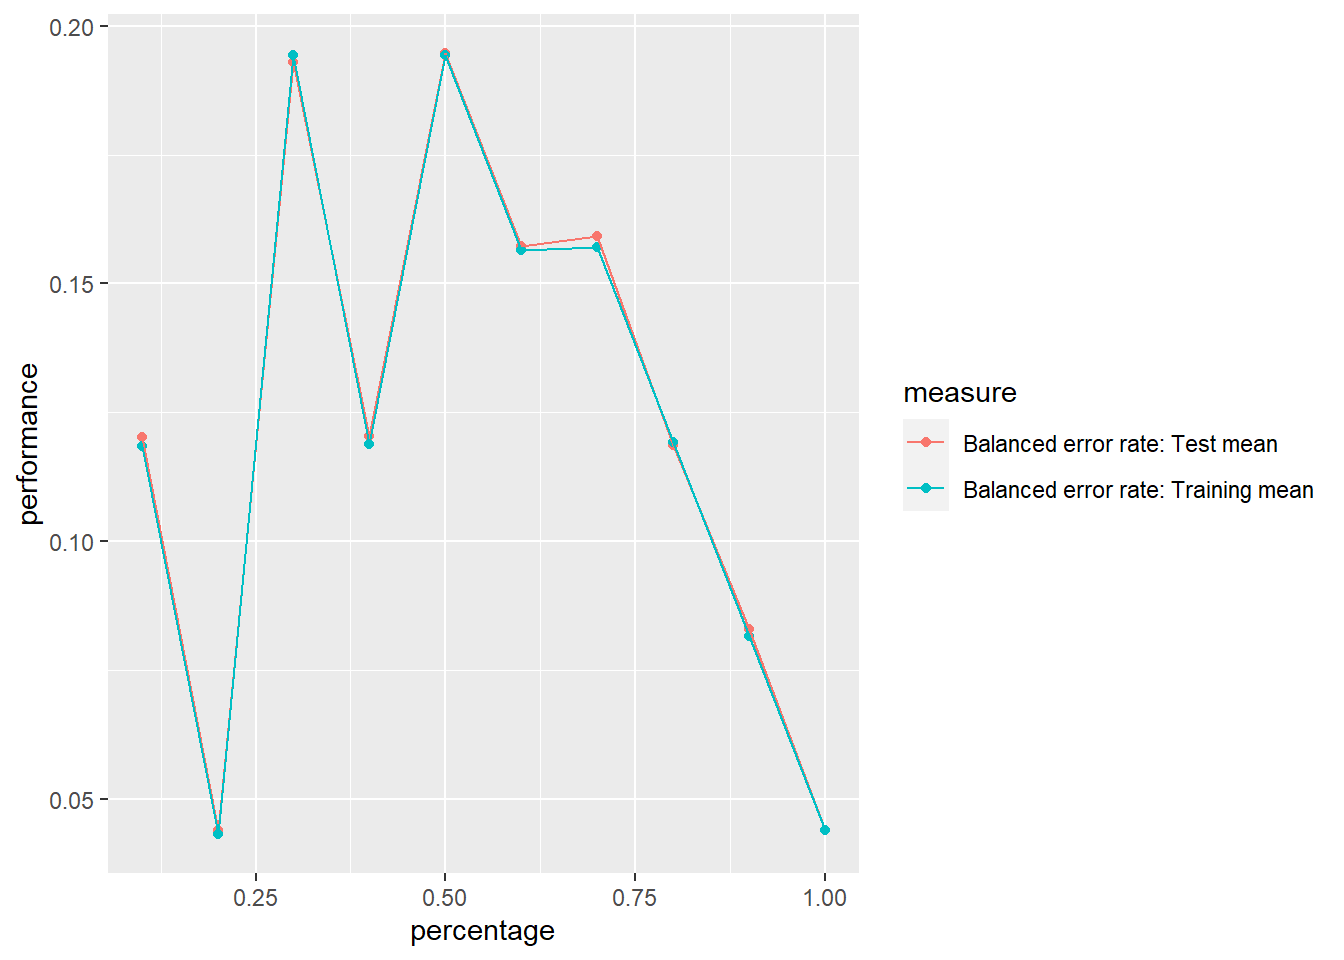 0.20
0.15
0.10
0.05
performance
0.25
0.50
0.75
1.00
percentage
measure
Balanced error rate: Test mean
Balanced error rate: Training mean